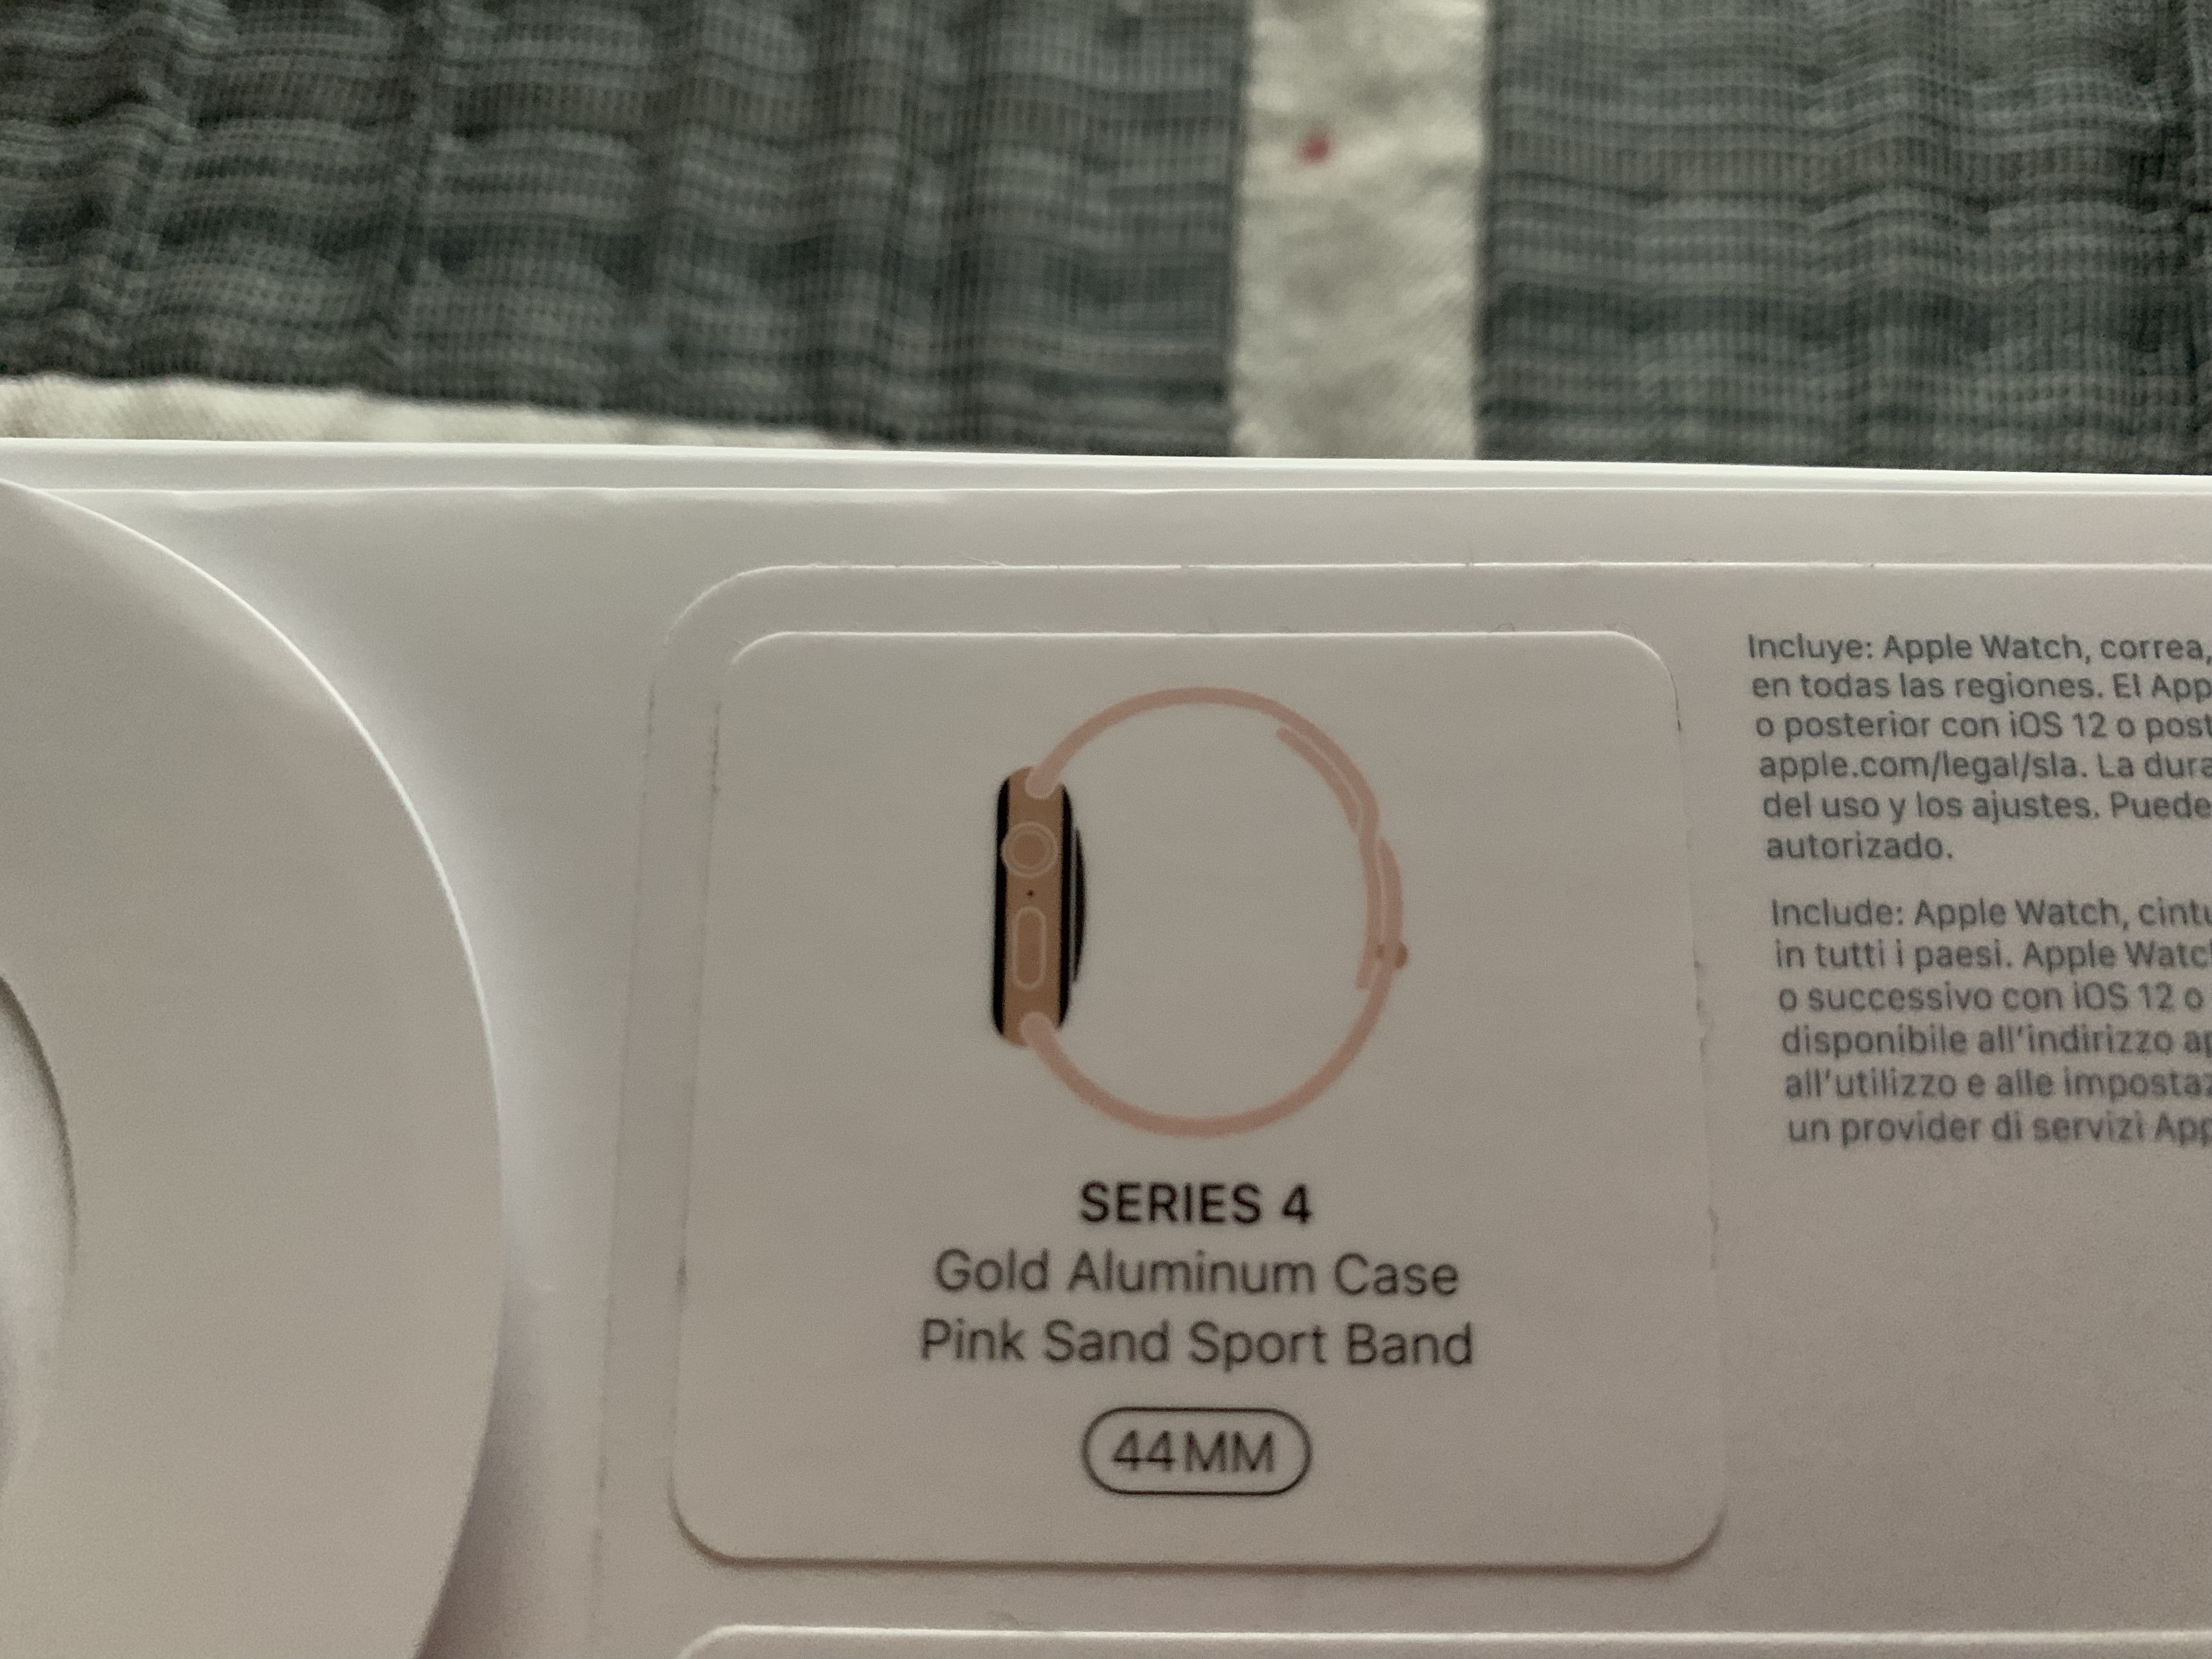 SERIES 4
Gold Aluminum Case
Pink Sand Sport Band
44MM
Incluye: Apple Watch, correa,
en todas las regiones. El App
o posterior con iOS 12 o post
apple.com/legal/sla. La dura
del uso y los ajustes. Puede
autorizado.
Include: Apple Watch, cintu
in tutti i paesi. Apple Watch
o successivo con iOS 12 o
disponibile all'indirizzo ap
all'utilizzo e alle impostaz
un provider di servizi App